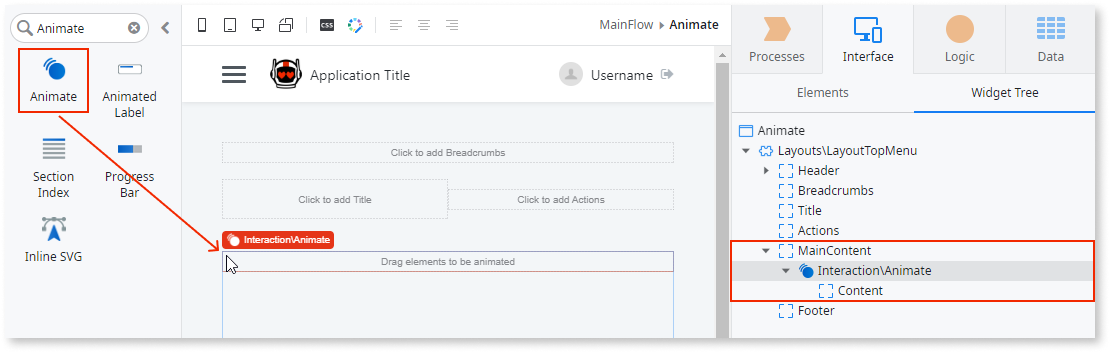 Animate
Animate
Animated
Label
Section
Index
Progress
Bar
Inline SVG
CSS
MainFlow Animate
Application Title
Username
Click to add Breadcrumbs
Click to add Title
Click to add Actions
Interaction\Animate
Drag elements to be animated
Processes
Interface
Logic
Data
Elements
Widget Tree
Animate
Layouts\LayoutTopMenu
Header
Breadcrumbs
Title
Actions
MainContent
Interaction\Animate
Content
Footer